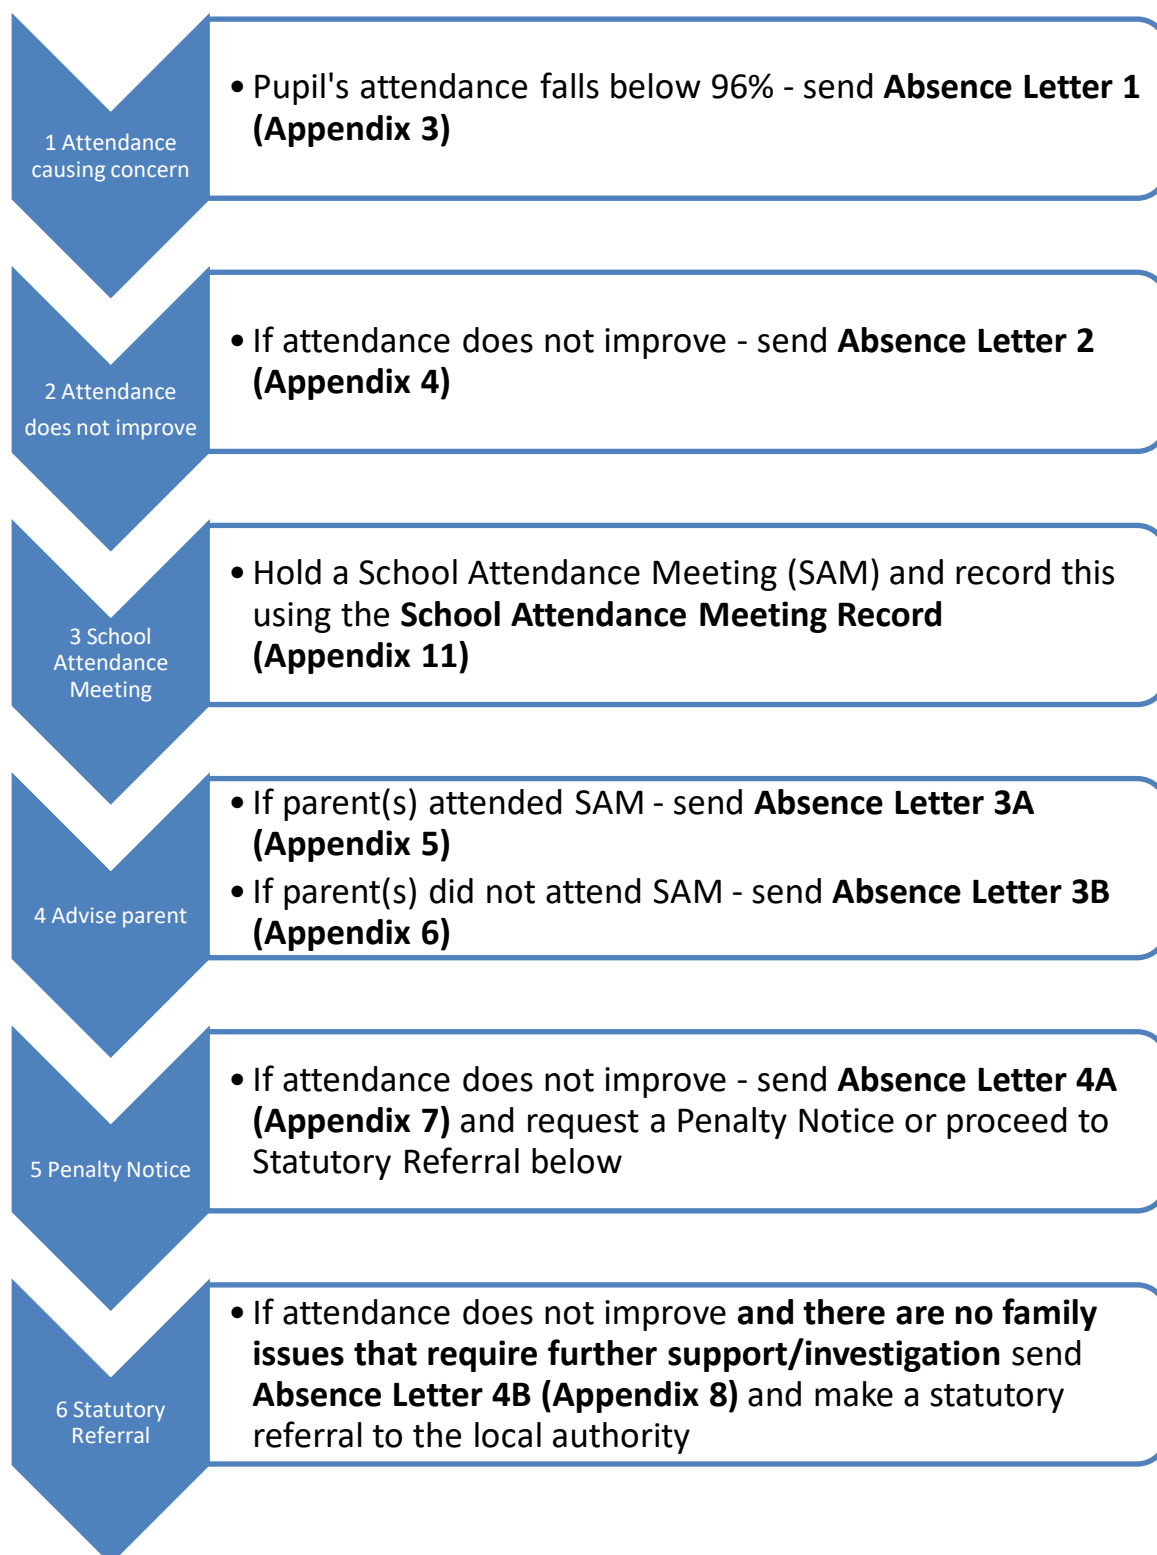 1 Attendance
causing concern
• Pupil's attendance falls below 96% - send Absence Letter 1
(Appendix 3)
2 Attendance
does not improve
• If attendance does not improve - send Absence Letter 2
(Appendix 4)
3 School
Attendance
Meeting
• Hold a School Attendance Meeting (SAM) and record this
using the School Attendance Meeting Record
(Appendix 11)
4 Advise parent
• If parent(s) attended SAM - send Absence Letter 3A
(Appendix 5)
• If parent(s) did not attend SAM - send Absence Letter 3B
(Appendix 6)
5 Penalty Notice
• If attendance does not improve - send Absence Letter 4A
(Appendix 7) and request a Penalty Notice or proceed to
Statutory Referral below
6 Statutory
Referral
• If attendance does not improve and there are no family
issues that require further support/investigation send
Absence Letter 4B (Appendix 8) and make a statutory
referral to the local authority